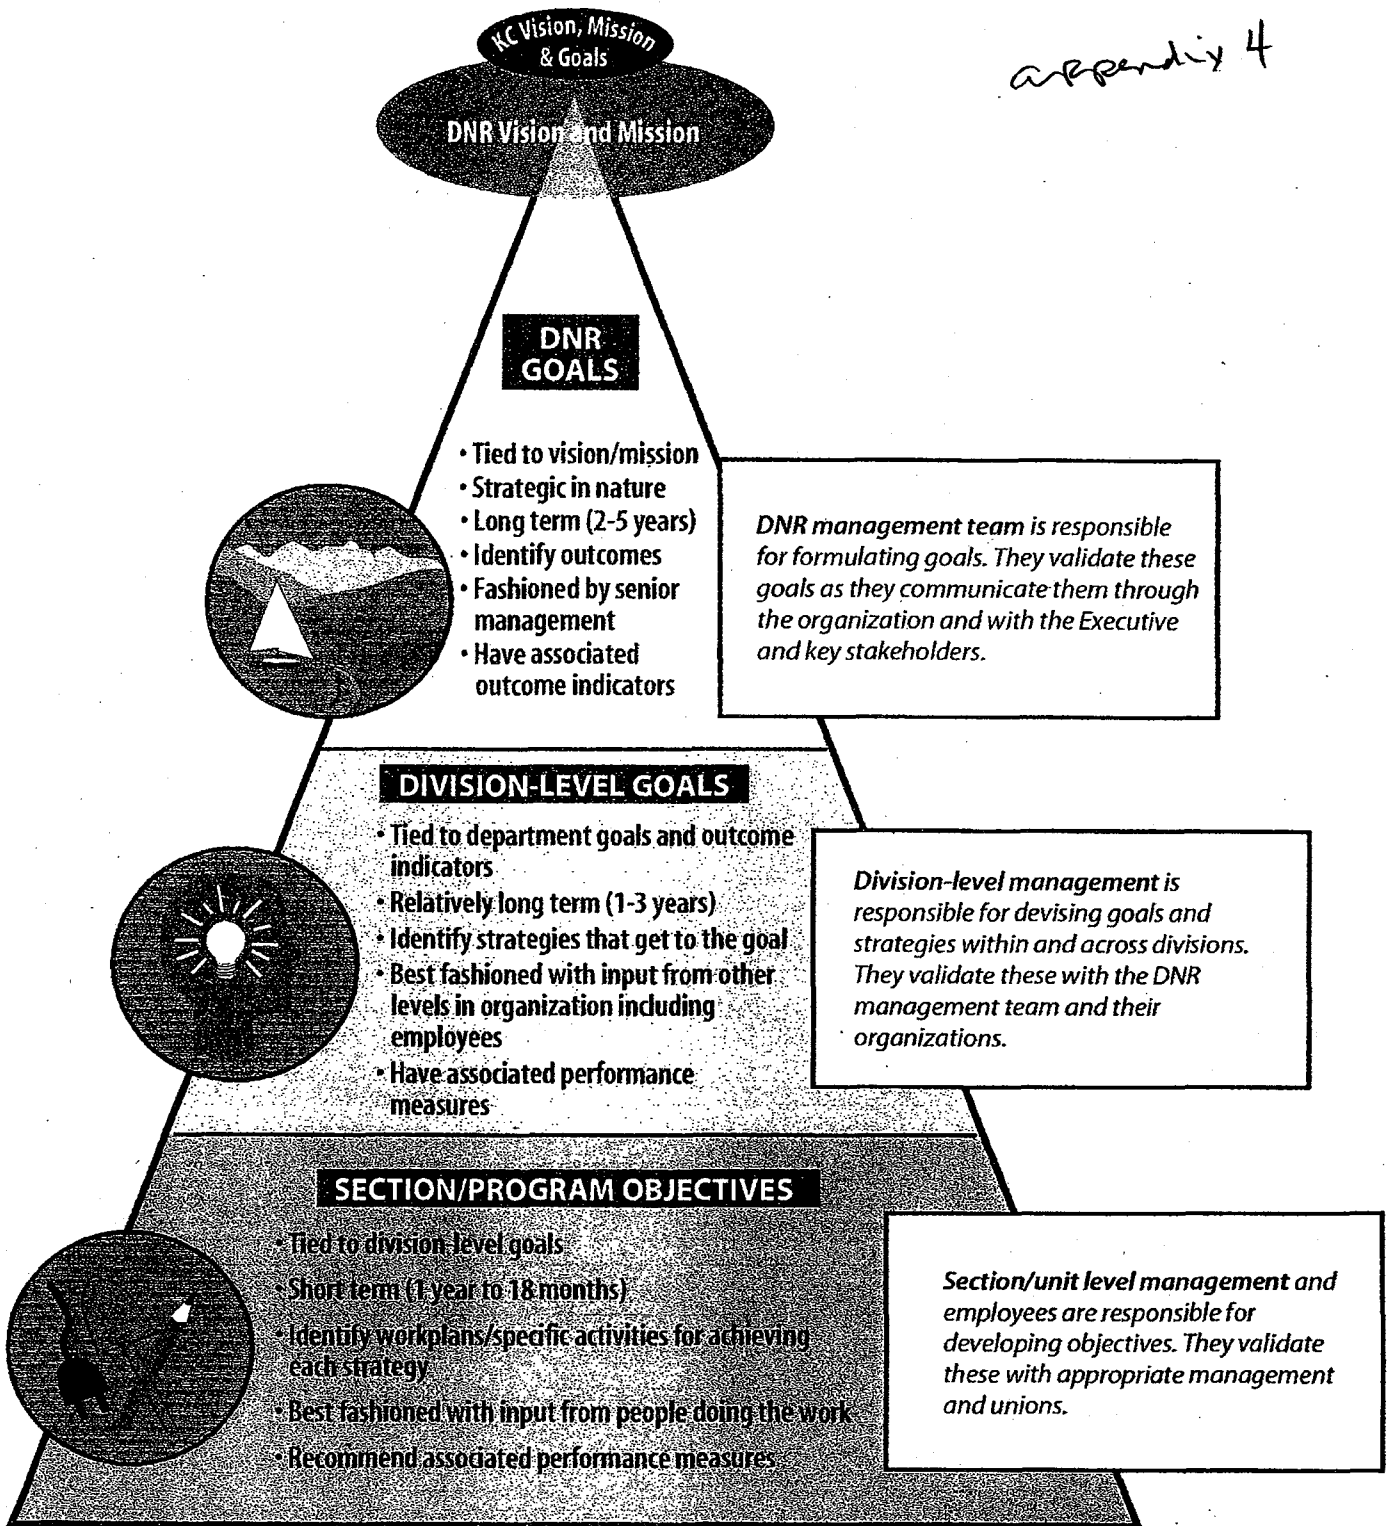 KC Vision, Mission
& Goals
appendix 4
DNR Vision and Mission
DNR
GOALS
• Tied to vision/mission
• Strategic in nature
• Long term (2-5 years)
• Identify outcomes
• Fashioned by senior
management
• Have associated
outcome indicators
DNR management team is responsible
for formulating goals. They validate these
goals as they communicate them through
the organization and with the Executive
and key stakeholders.
DIVISION-LEVEL GOALS
• Tied to department goals and outcome
indicators
• Relatively long term (1-3 years)
• Identify strategies that get to the goal
• Best fashioned with input from other
levels in organization including
employees
• Have associated performance
measures
Division-level management is
responsible for devising goals and
strategies within and across divisions.
They validate these with the DNR
management team and their
organizations.
SECTION/PROGRAM OBJECTIVES
• Tied to division-level goals
• Short term (1 year to 18 months)
• Identify workplans/specific activities for achieving
each strategy
• Best fashioned with input from people doing the work
• Recommend associated performance measures
Section/unit level management and
employees are responsible for
developing objectives. They validate
these with appropriate management
and unions.